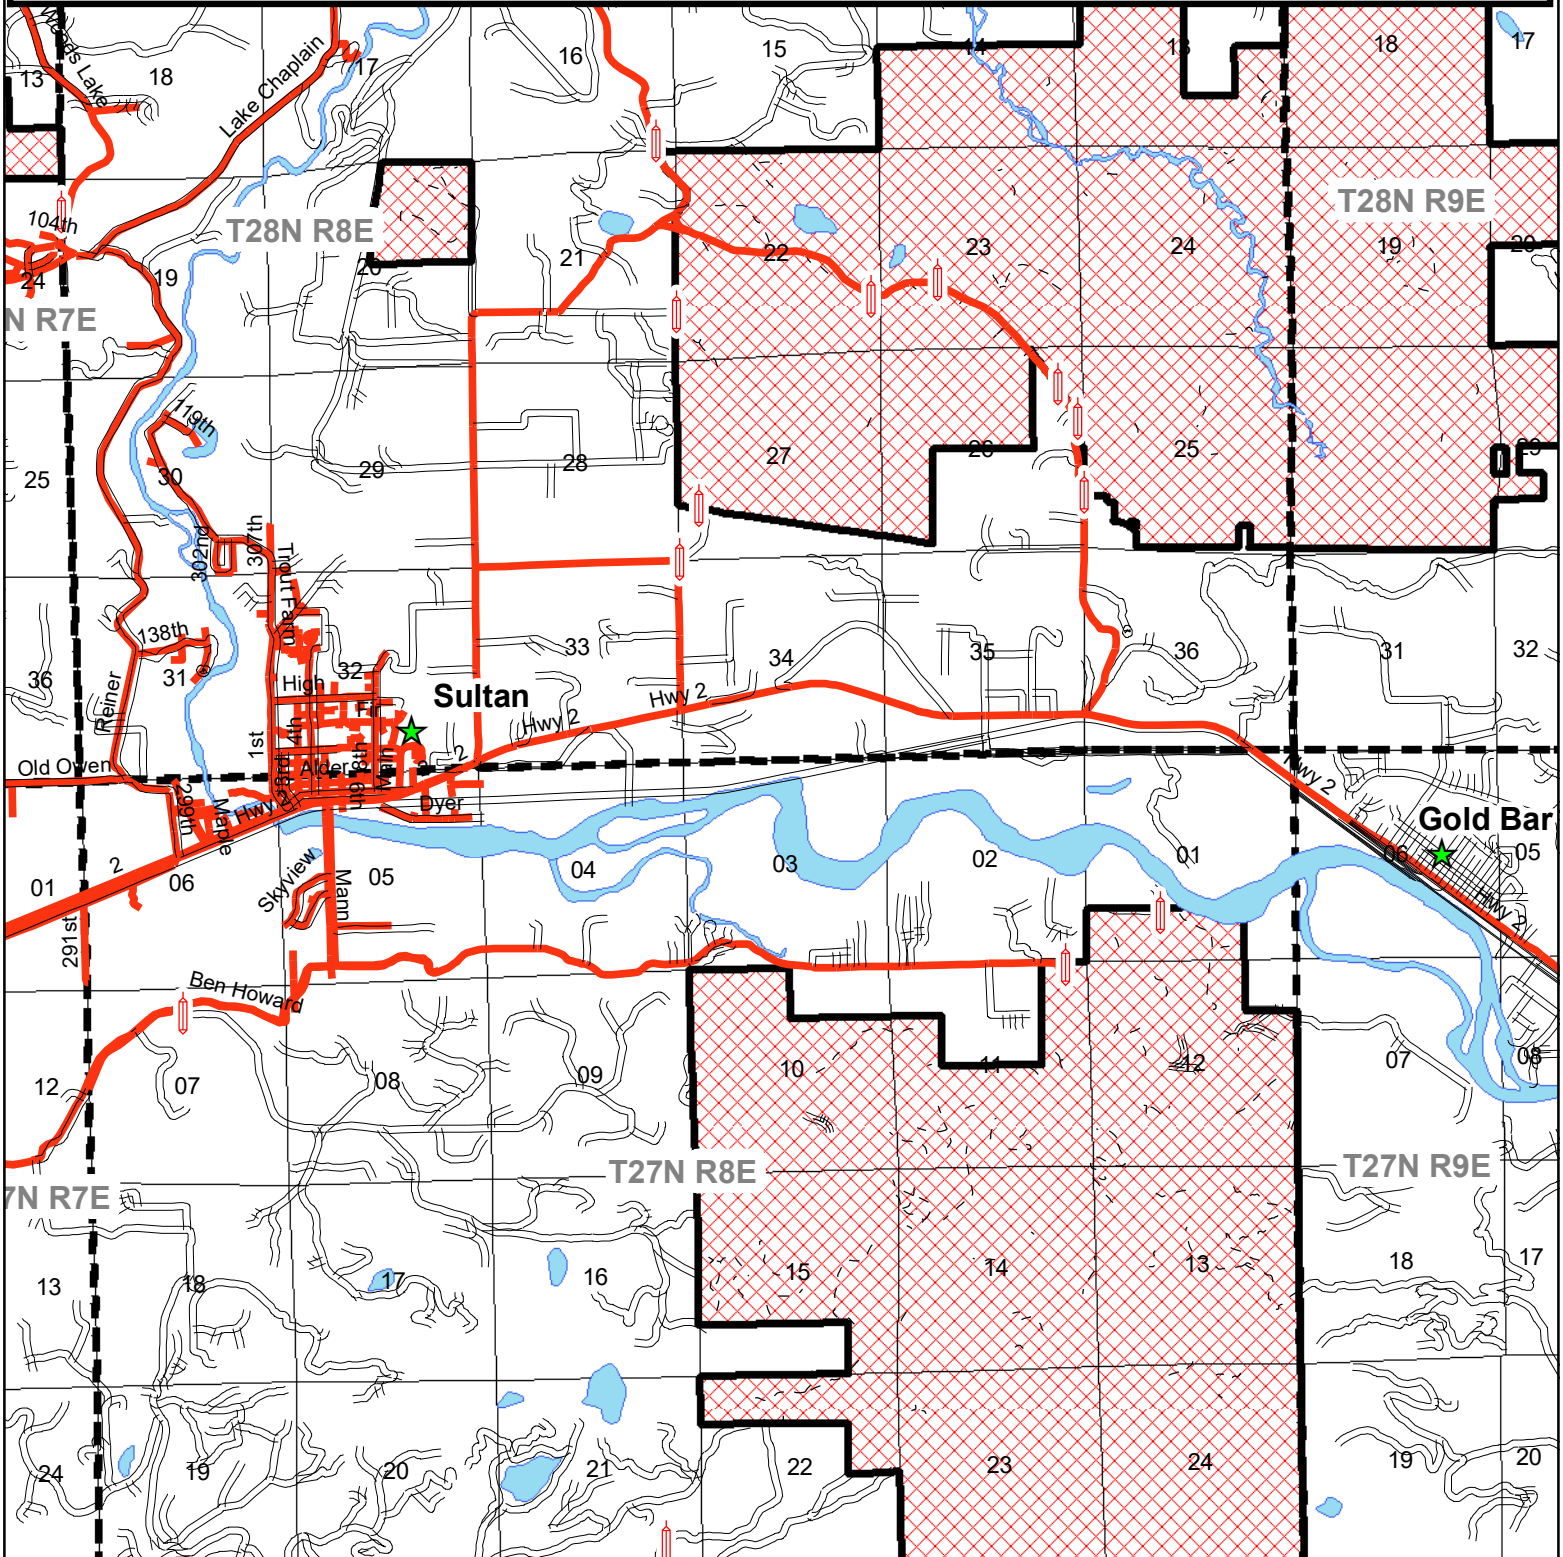 Woods Lake
13
18
Lake Chaplain
17
16
15
14
13
18
17
104th
24
19
T28N R8E
20
21
22
23
24
T28N R9E
19
20
N R7E
119th
25
30
29
28
27
26
25
29
302nd
307th
Trout Farm
138th
36
31
Reiner
32
33
34
35
36
31
32
High
Fir
Sultan
1st
4th
3rd
8th
6th
Main
Alder
2
Hwy 2
Hwy 2
Old Owen
299th
Maple
Hwy 2
Dyer
Hwy 2
Gold Bar
01
2
06
Skyview
05
Mann
04
03
02
01
06
05
Hwy 2
291st
Ben Howard
12
07
08
09
10
11
12
07
08
7N R7E
T27N R8E
T27N R9E
13
18
17
16
15
14
13
18
17
24
19
20
21
22
23
24
19
20